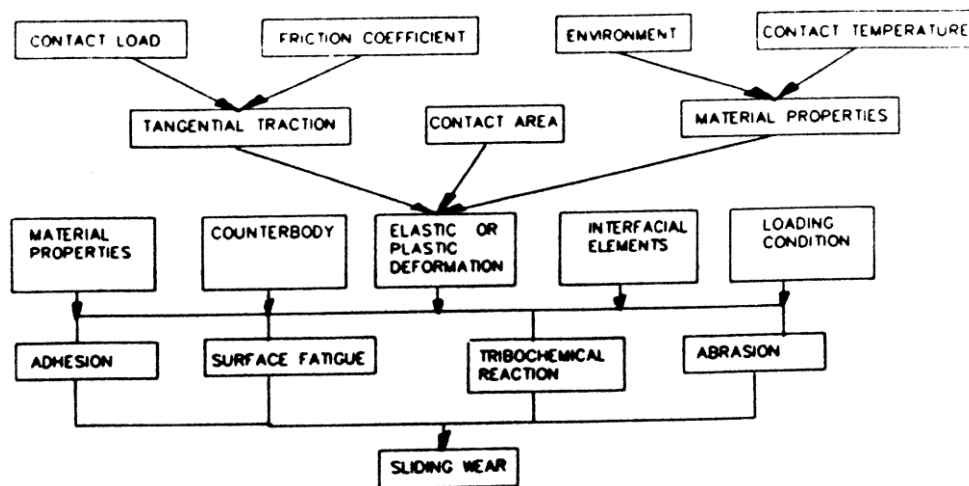 CONTACT LOAD
FRICTION COEFFICIENT
ENVIRONMENT
CONTACT TEMPERATURE
TANGENTIAL TRACTION
CONTACT AREA
MATERIAL PROPERTIES
MATERIAL
PROPERTIES
COUNTERBODY
ELASTIC OR
PLASTIC
DEFORMATION
INTERFACIAL
ELEMENTS
LOADING
CONDITION
ADHESION
SURFACE FATIGUE
TRIBOCHEMICAL
REACTION
ABRASION
SLIDING WEAR